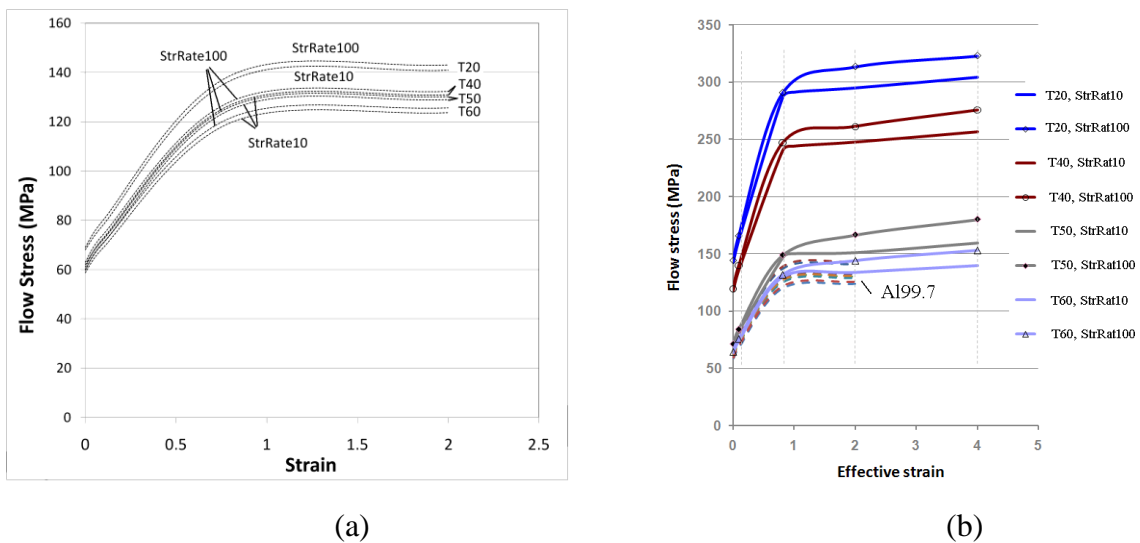 160
140
120
100
80
60
40
20
0
Flow Stress (MPa)
StrRate100
StrRate100
StrRate10
StrRate10
T20
T40
T50
T60
0 0.5 1 1.5 2 2.5
Strain
(a)
350
300
250
200
150
100
50
0
Flow stress (MPa)
Al99.7
0 1 2 3 4 5
Effective strain
T20, StrRat10
T20, StrRat100
T40, StrRat10
T40, StrRat100
T50, StrRat10
T50, StrRat100
T60, StrRat10
T60, StrRat100
(b)